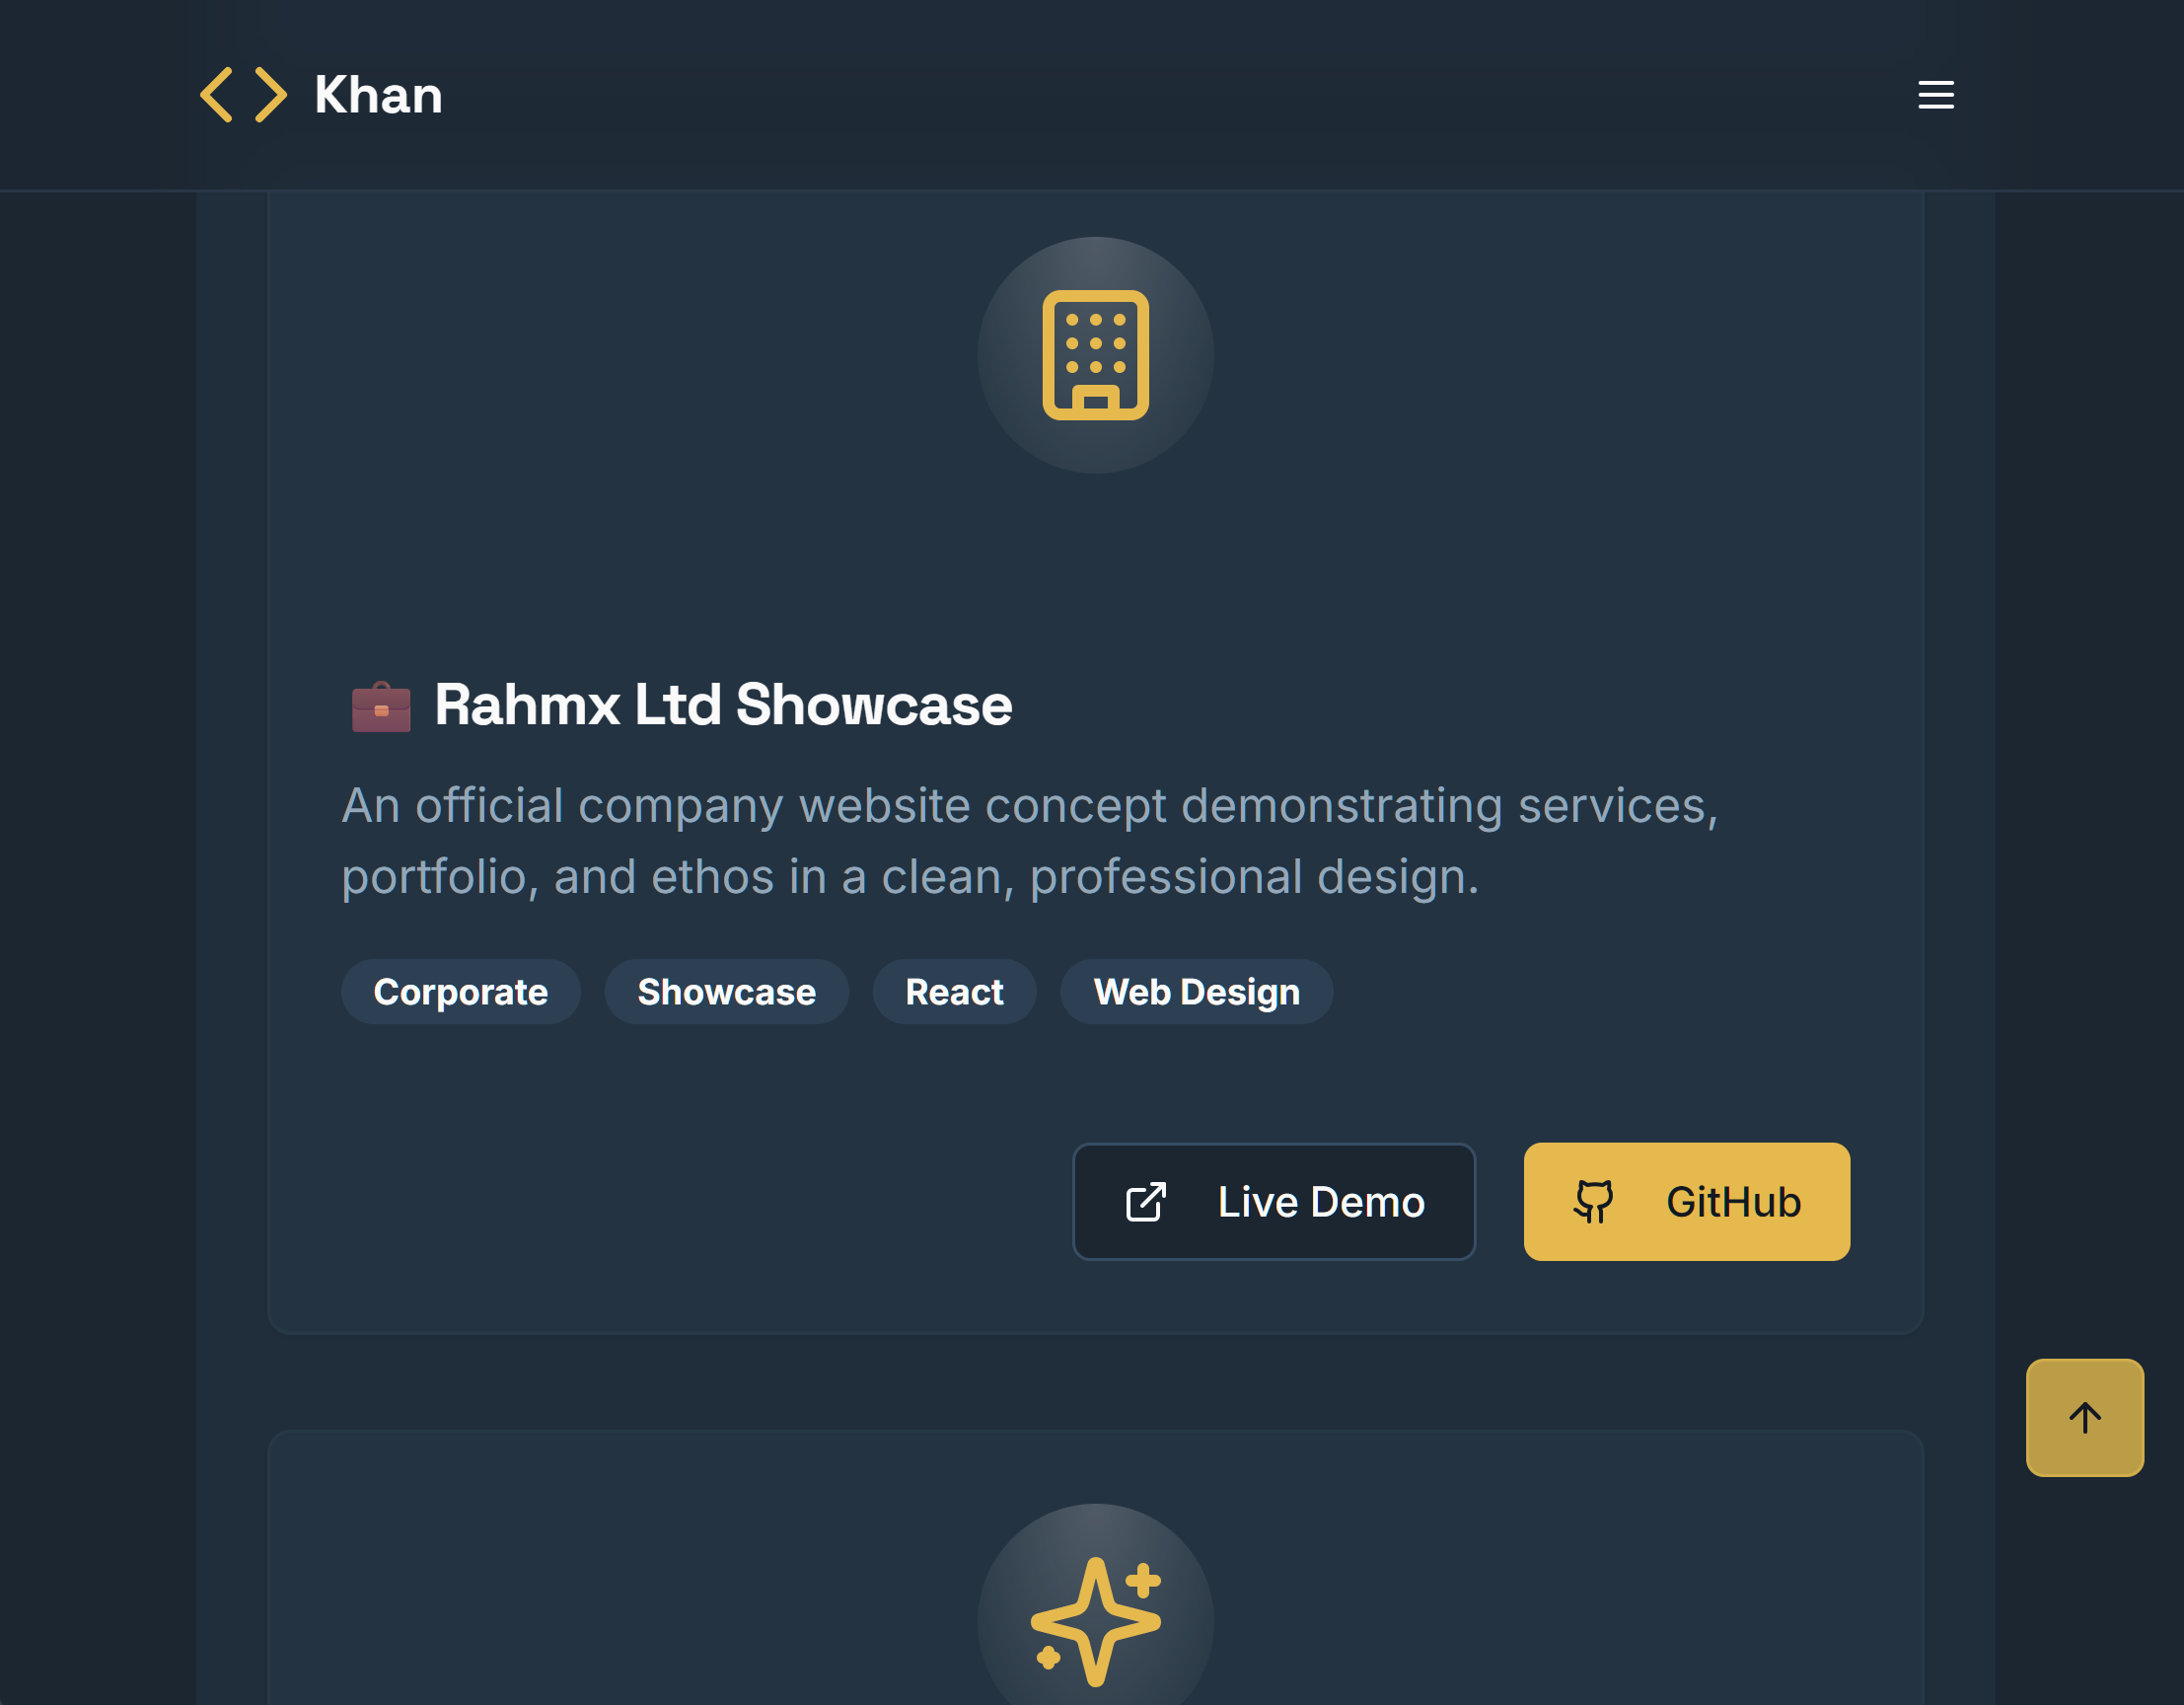 Khan
Rahmx Ltd Showcase
An official company website concept demonstrating services,
portfolio, and ethos in a clean, professional design.
Corporate Showcase React Web Design
Live Demo GitHub